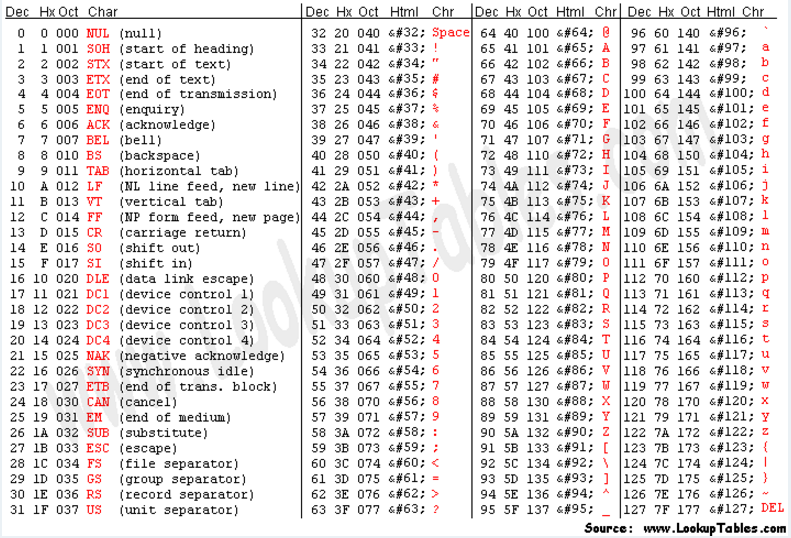 Dec Hx Oct Char Dec Hx Oct Html Chr Dec Hx Oct Html Chr Dec Hx Oct Html Chr
0 0 000 NUL (null) 32 20 040 &#32; Space 64 40 100 &#64; @ 96 60 140 &#96; `
1 1 001 SOH (start of heading) 33 21 041 &#33; ! 65 41 101 &#65; A 97 61 141 &#97; a
2 2 002 STX (start of text) 34 22 042 &#34; " 66 42 102 &#66; B 98 62 142 &#98; b
3 3 003 ETX (end of text) 35 23 043 &#35; # 67 43 103 &#67; C 99 63 143 &#99; c
4 4 004 EOT (end of transmission) 36 24 044 &#36; $ 68 44 104 &#68; D 100 64 144 &#100; d
5 5 005 ENQ (enquiry) 37 25 045 &#37; % 69 45 105 &#69; E 101 65 145 &#101; e
6 6 006 ACK (acknowledge) 38 26 046 &#38; & 70 46 106 &#70; F 102 66 146 &#102; f
7 7 007 BEL (bell) 39 27 047 &#39; ' 71 47 107 &#71; G 103 67 147 &#103; g
8 8 010 BS (backspace) 40 28 050 &#40; ( 72 48 110 &#72; H 104 68 150 &#104; h
9 9 011 TAB (horizontal tab) 41 29 051 &#41; ) 73 49 111 &#73; I 105 69 151 &#105; i
10 A 012 LF (NL line feed, new line) 42 2A 052 &#42; * 74 4A 112 &#74; J 106 6A 152 &#106; j
11 B 013 VT (vertical tab) 43 2B 053 &#43; + 75 4B 113 &#75; K 107 6B 153 &#107; k
12 C 014 FF (NP form feed, new page) 44 2C 054 &#44; , 76 4C 114 &#76; L 108 6C 154 &#108; l
13 D 015 CR (carriage return) 45 2D 055 &#45; - 77 4D 115 &#77; M 109 6D 155 &#109; m
14 E 016 SO (shift out) 46 2E 056 &#46; . 78 4E 116 &#78; N 110 6E 156 &#110; n
15 F 017 SI (shift in) 47 2F 057 &#47; / 79 4F 117 &#79; O 111 6F 157 &#111; o
16 10 020 DLE (data link escape) 48 30 060 &#48; 0 80 50 120 &#80; P 112 70 160 &#112; p
17 11 021 DC1 (device control 1) 49 31 061 &#49; 1 81 51 121 &#81; Q 113 71 161 &#113; q
18 12 022 DC2 (device control 2) 50 32 062 &#50; 2 82 52 122 &#82; R 114 72 162 &#114; r
19 13 023 DC3 (device control 3) 51 33 063 &#51; 3 83 53 123 &#83; S 115 73 163 &#115; s
20 14 024 DC4 (device control 4) 52 34 064 &#52; 4 84 54 124 &#84; T 116 74 164 &#116; t
21 15 025 NAK (negative acknowledge) 53 35 065 &#53; 5 85 55 125 &#85; U 117 75 165 &#117; u
22 16 026 SYN (synchronous idle) 54 36 066 &#54; 6 86 56 126 &#86; V 118 76 166 &#118; v
23 17 027 ETB (end of trans. block) 55 37 067 &#55; 7 87 57 127 &#87; W 119 77 167 &#119; w
24 18 030 CAN (cancel) 56 38 070 &#56; 8 88 58 130 &#88; X 120 78 170 &#120; x
25 19 031 EM (end of medium) 57 39 071 &#57; 9 89 59 131 &#89; Y 121 79 171 &#121; y
26 1A 032 SUB (substitute) 58 3A 072 &#58; : 90 5A 132 &#90; Z 122 7A 172 &#122; z
27 1B 033 ESC (escape) 59 3B 073 &#59; ; 91 5B 133 &#91; [ 123 7B 173 &#123; {
28 1C 034 FS (file separator) 60 3C 074 &#60; < 92 5C 134 &#92; \ 124 7C 174 &#124; |
29 1D 035 GS (group separator) 61 3D 075 &#61; = 93 5D 135 &#93; ] 125 7D 175 &#125; }
30 1E 036 RS (record separator) 62 3E 076 &#62; > 94 5E 136 &#94; ^ 126 7E 176 &#126; ~
31 1F 037 US (unit separator) 63 3F 077 &#63; ? 95 5F 137 &#95; _ 127 7F 177 &#127; DEL
Source: www.LookupTables.com
www.LookupTables.com